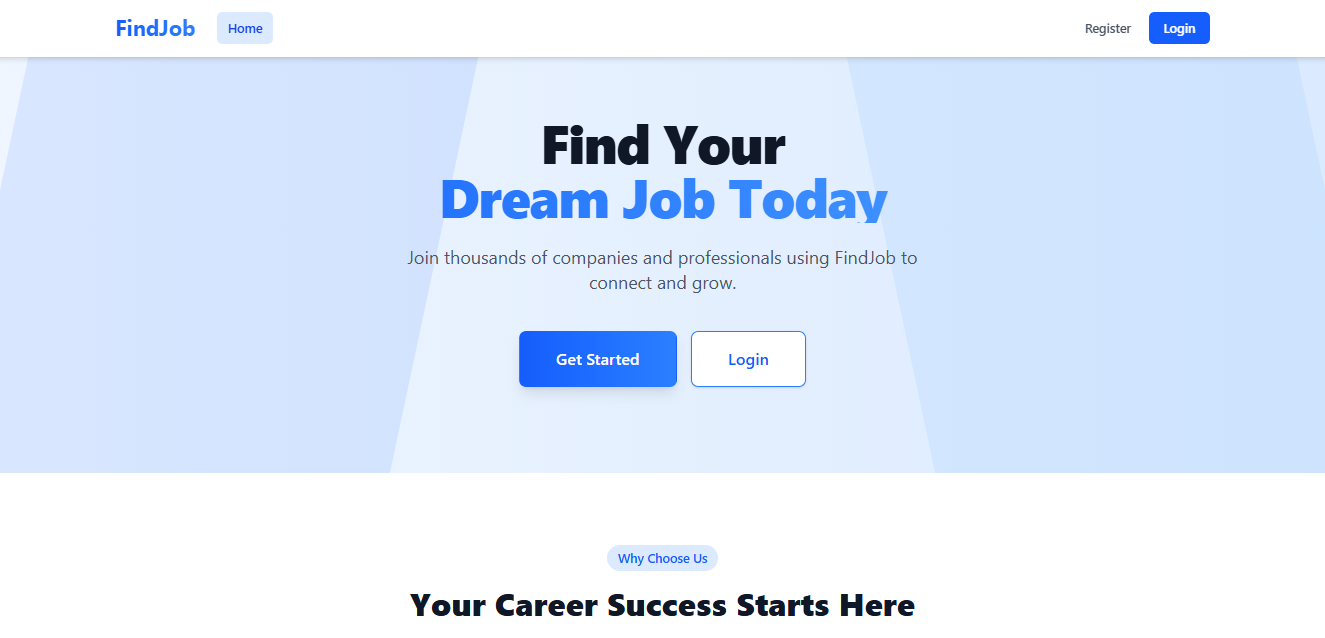 FindJob
Home
Register
Login
Find Your
Dream Job Today
Join thousands of companies and professionals using FindJob to
connect and grow.
Get Started
Login
Why Choose Us
Your Career Success Starts Here